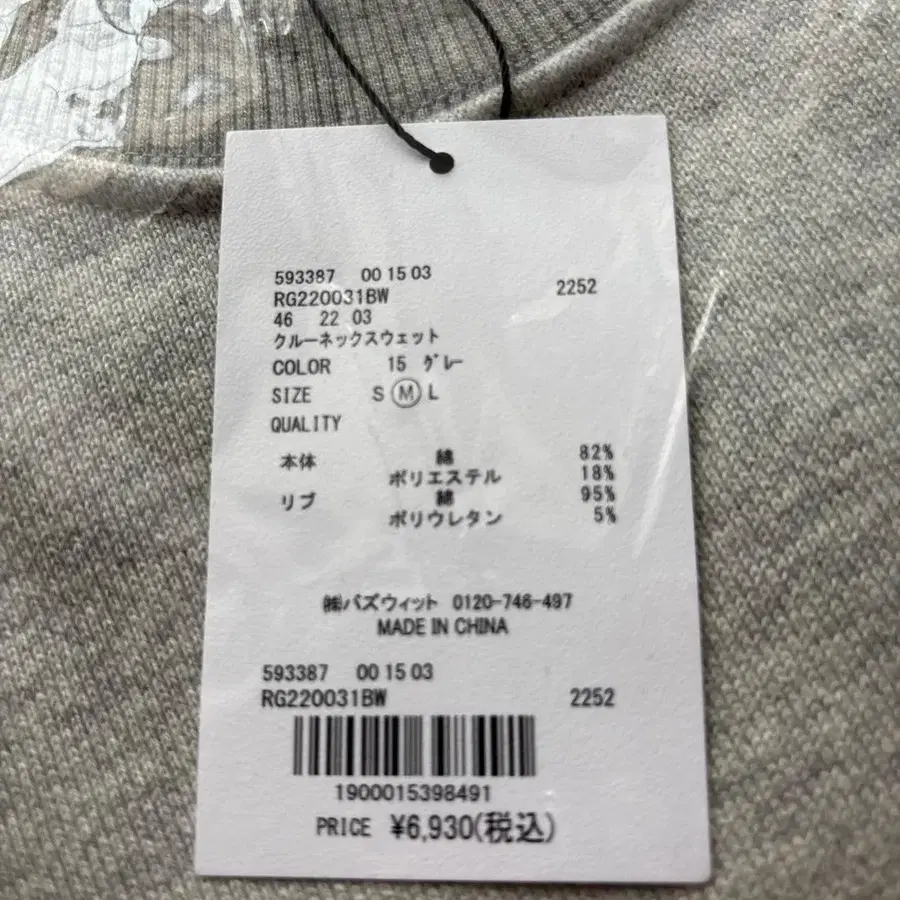 593387 00 15 03
RG220031BW 2252
46 22 03
クルーネックスウェット
COLOR 15 グレー
SIZE S M L
QUALITY
本体 綿 82%
ポリエステル 18%
リブ 綿 95%
ポリウレタン 5%
㈱バズウィット 0120-746-497
MADE IN CHINA
593387 00 15 03
RG220031BW 2252
1900015398491
PRICE ¥6,930(税込)